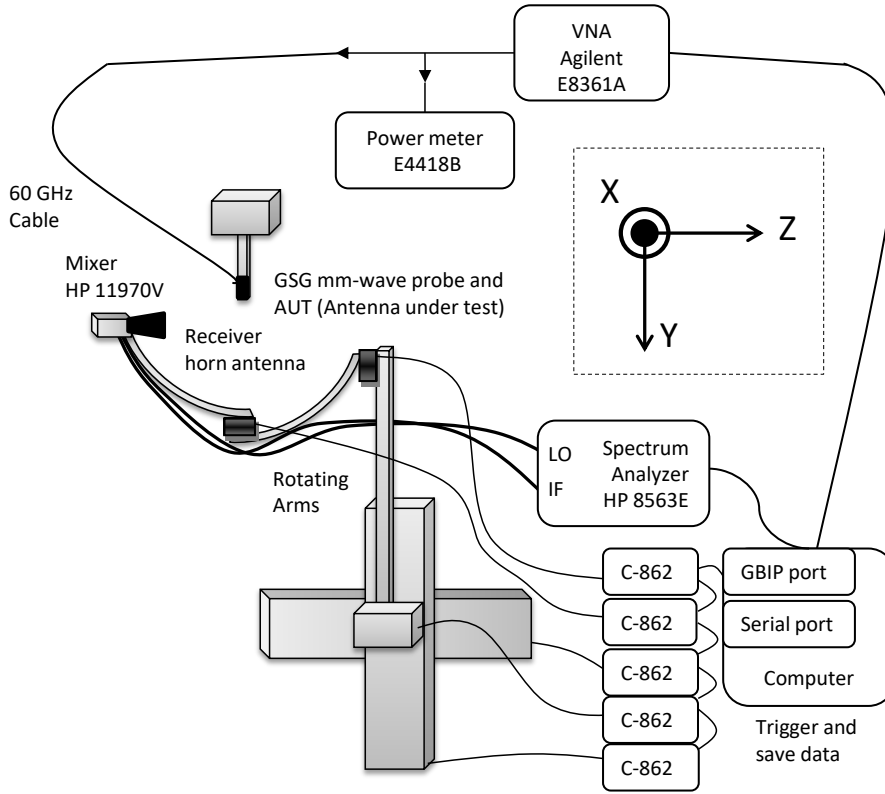 VNA
Agilent
E8361A
Power meter
E4418B
60 GHz
Cable
X
Z
Y
Mixer
HP 11970V
GSG mm-wave probe and
AUT (Antenna under test)
Receiver
horn antenna
LO
IF
Spectrum
Analyzer
HP 8563E
Rotating
Arms
C-862
GBIP port
C-862
Serial port
C-862
Computer
C-862
C-862
Trigger and
save data